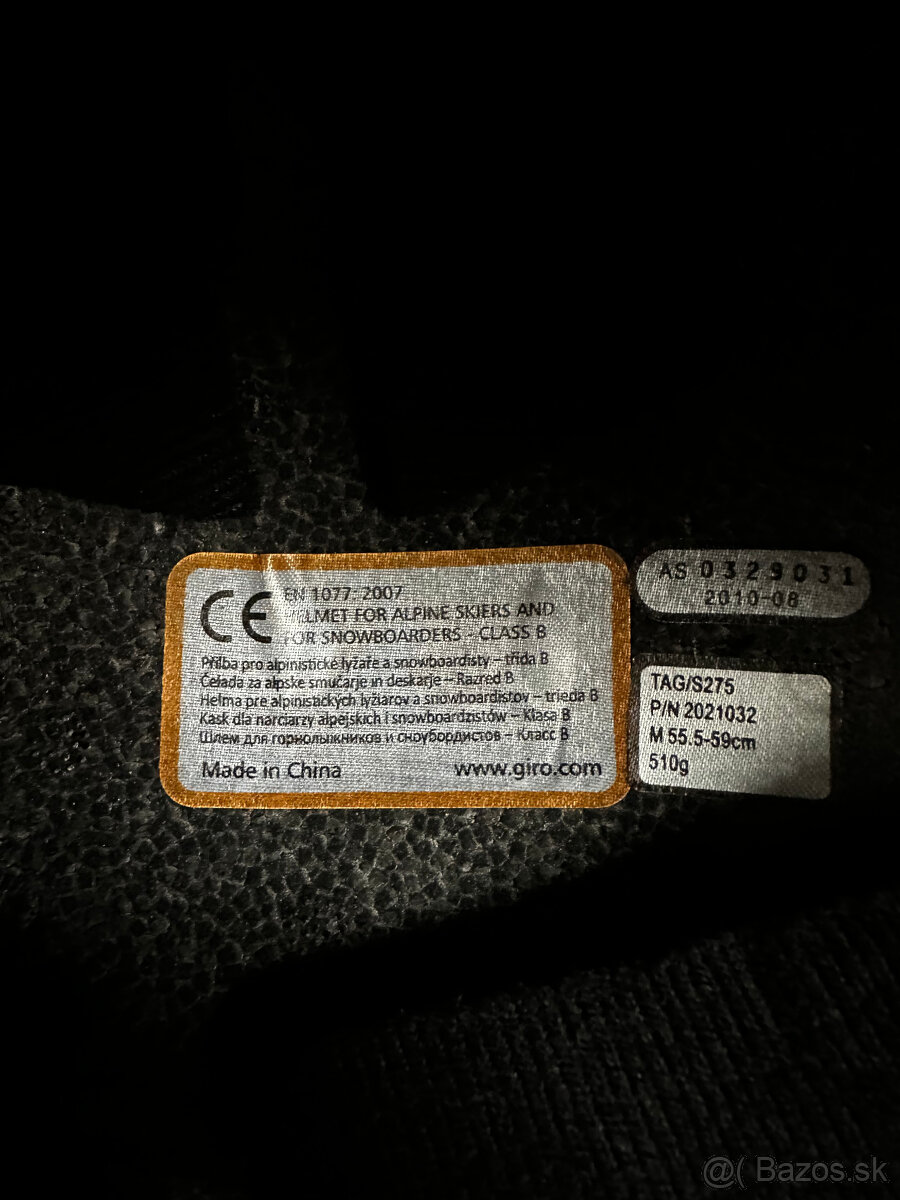 CE EN 1077: 2007
HELMET FOR ALPINE SKIERS AND
FOR SNOWBOARDERS - CLASS B
Přilba pro alpinistické lyžaře a snowboardisty – třída B
Čelada za alpske smučarje in deskarje – Razred B
Helma pre alpinistických lyžiarov a snowboardistov – trieda B
Kask dla narciarzy alpejskich i snowboardzistów – Klasa B
Шлем для горнолыжников и сноубордистов – Класс B
Made in China www.giro.com
AS 0329031
2010-08
TAG/S275
P/N 2021032
M 55.5-59cm
510g
@( Bazos.sk